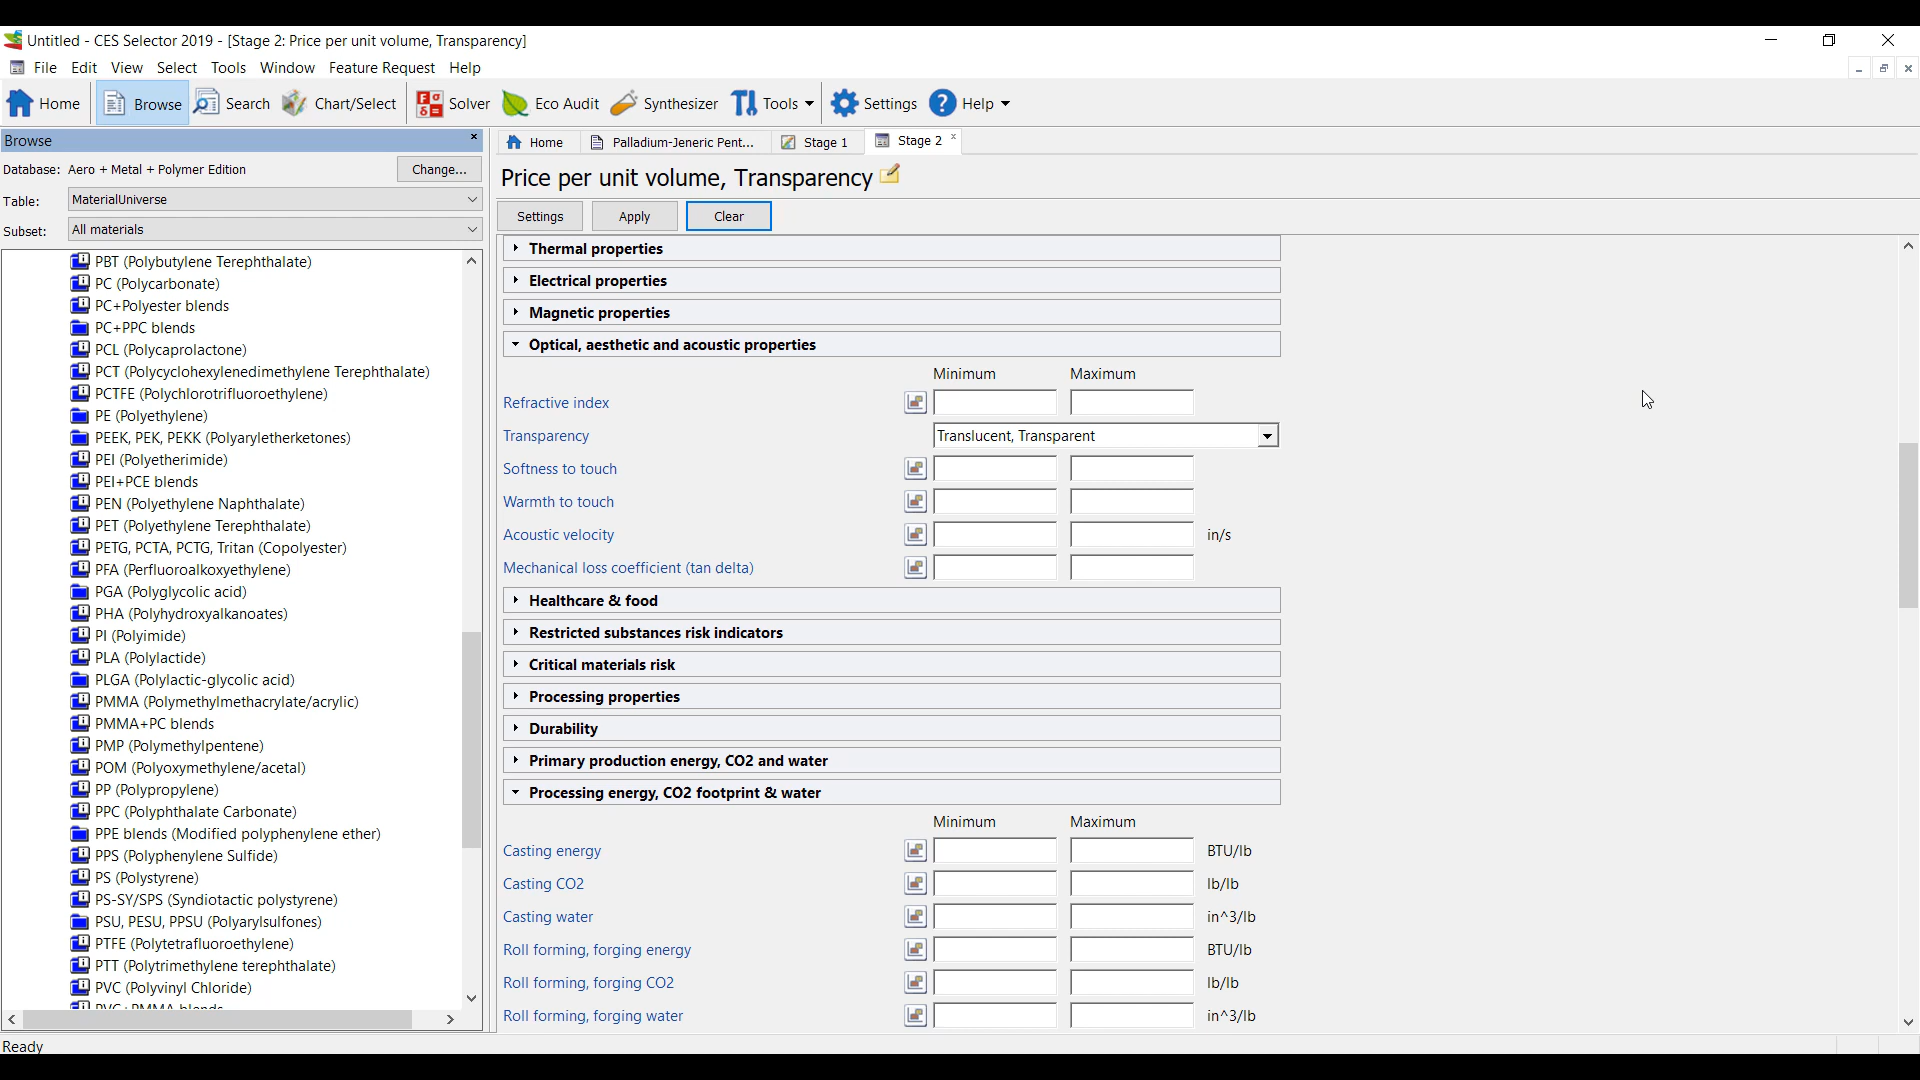 Untitled - CES Selector 2019 - [Stage 2: Price per unit volume, Transparency]
File Edit View Select Tools Window Feature Request Help
Home Browse Search Chart/Select Solver Eco Audit Synthesizer Tools Settings Help
Browse
Database: Aero + Metal + Polymer Edition Change...
Table: MaterialUniverse
Subset: All materials
PBT (Polybutylene Terephthalate)
PC (Polycarbonate)
PC+Polyester blends
PC+PPC blends
PCL (Polycaprolactone)
PCT (Polycyclohexylenedimethylene Terephthalate)
PCTFE (Polychlorotrifluoroethylene)
PE (Polyethylene)
PEEK, PEK, PEKK (Polyaryletherketones)
PEI (Polyetherimide)
PEI+PCE blends
PEN (Polyethylene Naphthalate)
PET (Polyethylene Terephthalate)
PETG, PCTA, PCTG, Tritan (Copolyester)
PFA (Perfluoroalkoxyethylene)
PGA (Polyglycolic acid)
PHA (Polyhydroxyalkanoates)
PI (Polyimide)
PLA (Polylactide)
PLGA (Polylactic-glycolic acid)
PMMA (Polymethylmethacrylate/acrylic)
PMMA+PC blends
PMP (Polymethylpentene)
POM (Polyoxymethylene/acetal)
PP (Polypropylene)
PPC (Polyphthalate Carbonate)
PPE blends (Modified polyphenylene ether)
PPS (Polyphenylene Sulfide)
PS (Polystyrene)
PS-SY/SPS (Syndiotactic polystyrene)
PSU, PESU, PPSU (Polyarylsulfones)
PTFE (Polytetrafluoroethylene)
PTT (Polytrimethylene terephthalate)
PVC (Polyvinyl Chloride)
PVC+PMMA blends
Ready
Home Palladium-Jeneric Pent... Stage 1 Stage 2
Price per unit volume, Transparency
Settings Apply Clear
Thermal properties
Electrical properties
Magnetic properties
Optical, aesthetic and acoustic properties
Minimum Maximum
Refractive index
Transparency Translucent, Transparent
Softness to touch
Warmth to touch
Acoustic velocity in/s
Mechanical loss coefficient (tan delta)
Healthcare & food
Restricted substances risk indicators
Critical materials risk
Processing properties
Durability
Primary production energy, CO2 and water
Processing energy, CO2 footprint & water
Minimum Maximum
Casting energy BTU/lb
Casting CO2 lb/lb
Casting water in^3/lb
Roll forming, forging energy BTU/lb
Roll forming, forging CO2 lb/lb
Roll forming, forging water in^3/lb